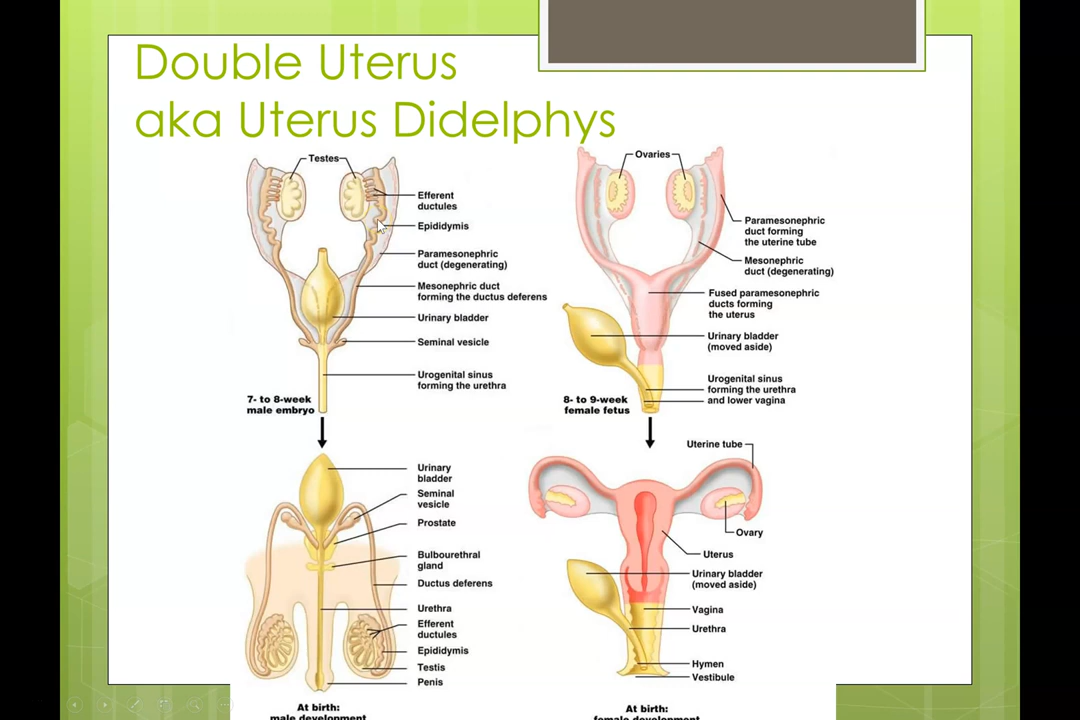 Double Uterus
aka Uterus Didelphys
Testes
Efferent
ductules
Epididymis
Paramesonephric
duct (degenerating)
Mesonephric duct
forming the ductus deferens
Urinary bladder
Seminal vesicle
Urogenital sinus
forming the urethra
7- to 8-week
male embryo
Ovaries
Paramesonephric
duct forming
the uterine tube
Mesonephric
duct (degenerating)
Fused paramesonephric
ducts forming
the uterus
Urinary bladder
(moved aside)
Urogenital sinus
forming the urethra
and lower vagina
8- to 9-week
female fetus
Urinary
bladder
Seminal
vesicle
Prostate
Bulbourethral
gland
Ductus deferens
Urethra
Efferent
ductules
Epididymis
Testis
Penis
At birth:
male development
Uterine tube
Ovary
Uterus
Urinary bladder
(moved aside)
Vagina
Urethra
Hymen
Vestibule
At birth:
female development